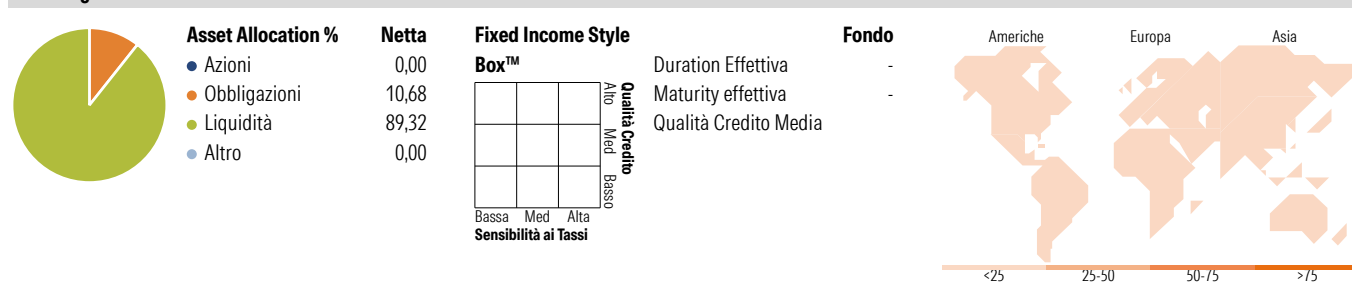 Asset Allocation % Netta
Azioni 0,00
Obbligazioni 10,68
Liquidità 89,32
Altro 0,00
Fixed Income Style
Box™
Alto
Med
Basso
Qualità Credito
Bassa Med Alta
Sensibilità ai Tassi
Fondo
Duration Effettiva -
Maturity effettiva -
Qualità Credito Media
Americhe Europa Asia
<25 25-50 50-75 >75